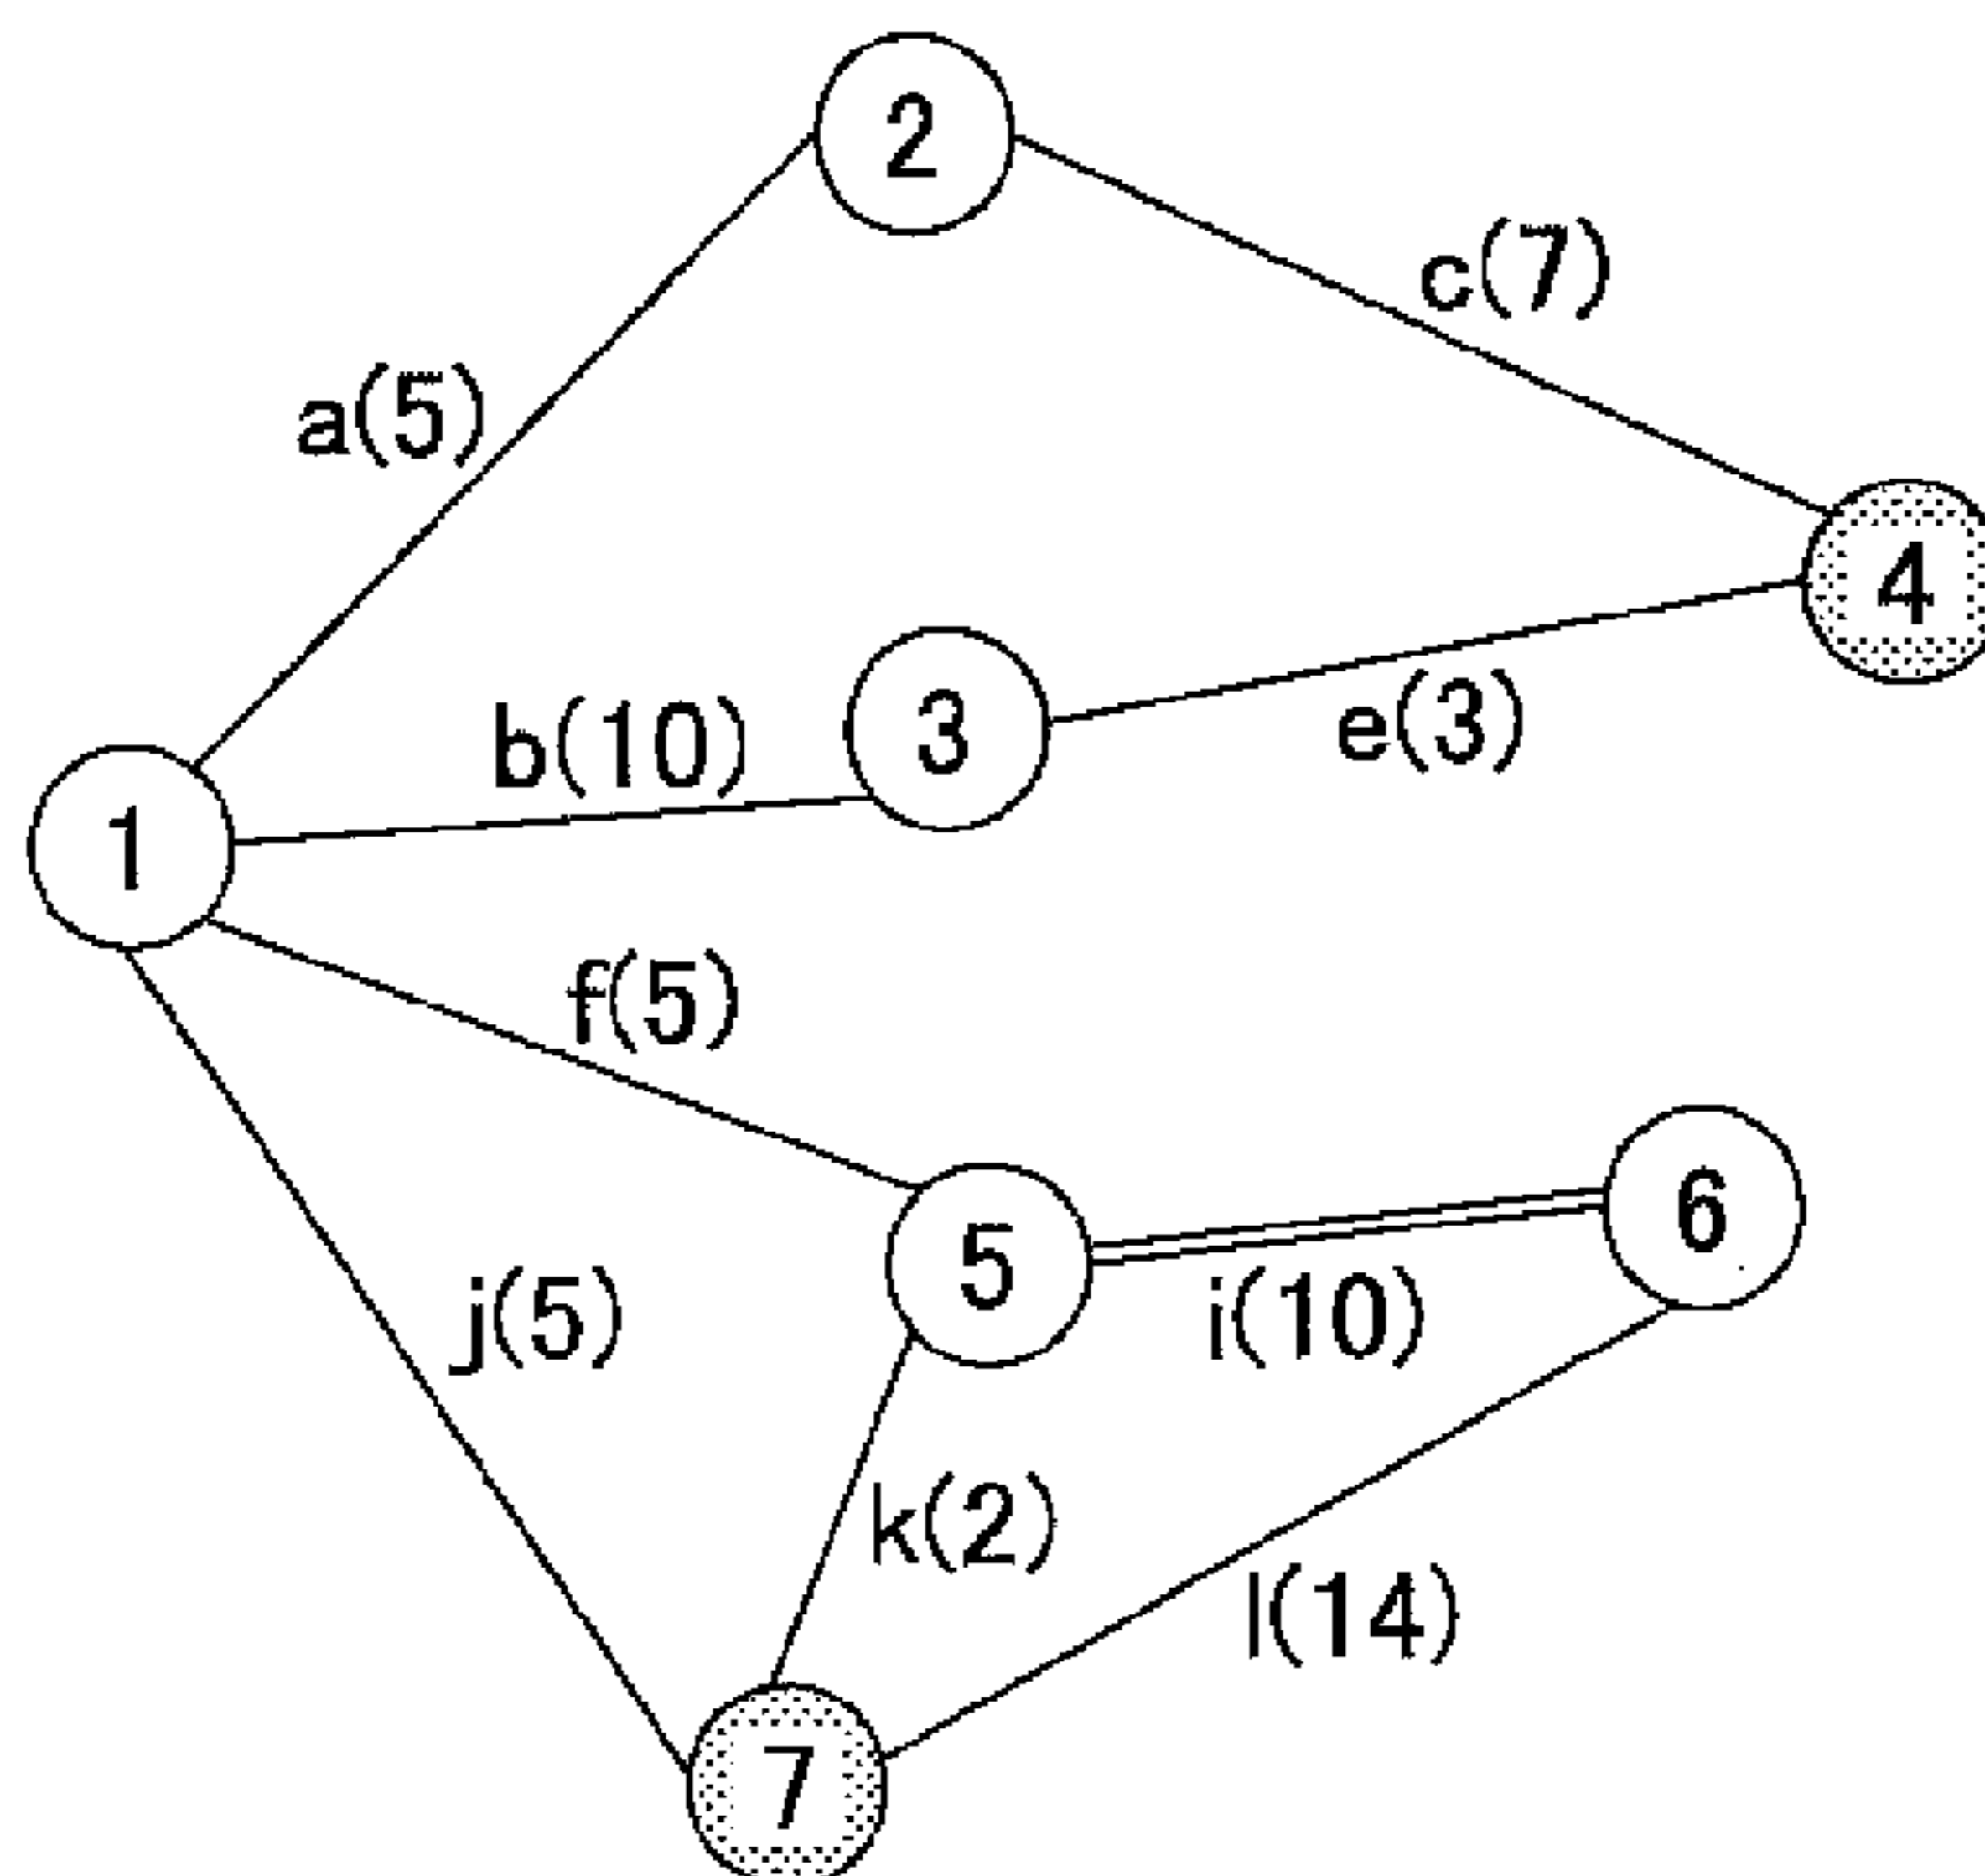 2
c(7)
a(5)
4
b(10)
3
e(3)
1
f(5)
5
6
j(5)
i(10)
k(2)
l(14)
7